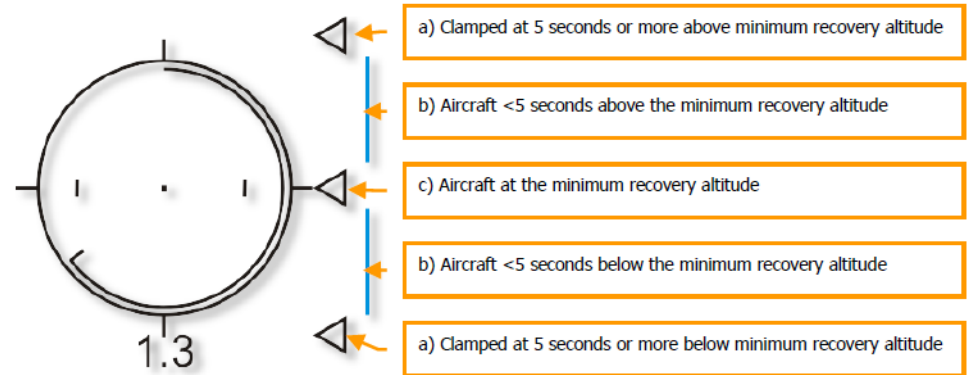 a) Clamped at 5 seconds or more above minimum recovery altitude
b) Aircraft <5 seconds above the minimum recovery altitude
c) Aircraft at the minimum recovery altitude
b) Aircraft <5 seconds below the minimum recovery altitude
a) Clamped at 5 seconds or more below minimum recovery altitude
1.3